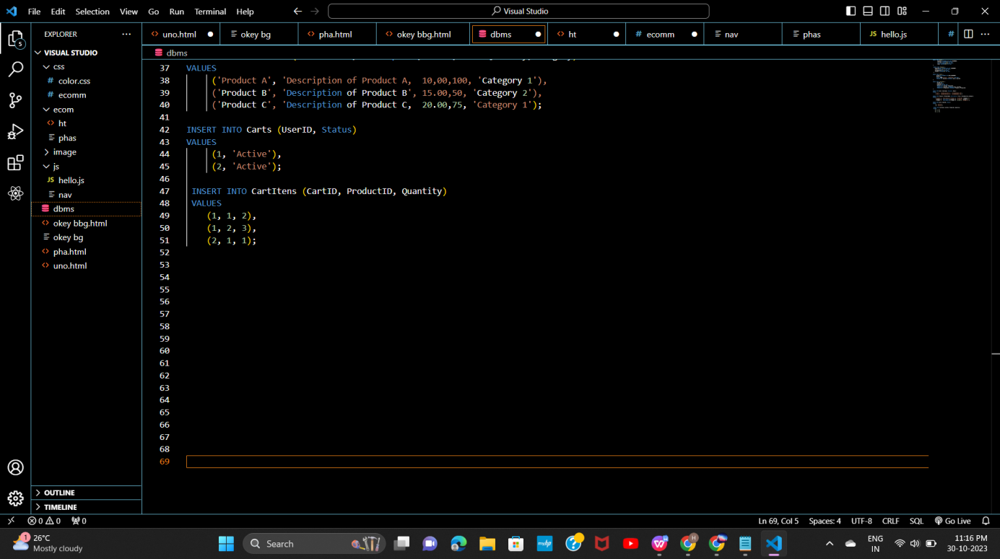 File Edit Selection View Go Run Terminal Help Visual Studio
EXPLORER
uno.html okey bg pha.html okey bbg.html dbms ht # ecomm nav phas JS hello.js #
VISUAL STUDIO
dbms
css
# color.css
# ecomm
ecom
ht
phas
image
js
JS hello.js
nav
dbms
okey bbg.html
okey bg
pha.html
uno.html
OUTLINE
TIMELINE
5
37 VALUES
38 ('Product A', 'Description of Product A, 10,00,100, 'Category 1'),
39 ('Product B', 'Description of Product B', 15.00,50, 'Category 2'),
40 ('Product C', 'Description of Product C, 20.00,75, 'Category 1');
41
42 INSERT INTO Carts (UserID, Status)
43 VALUES
44 (1, 'Active'),
45 (2, 'Active');
46
47 INSERT INTO CartItens (CartID, ProductID, Quantity)
48 VALUES
49 (1, 1, 2),
50 (1, 2, 3),
51 (2, 1, 1);
52
53
54
55
56
57
58
59
60
61
62
63
64
65
66
67
68
69
0 0 0 Ln 69, Col 5 Spaces: 4 UTF-8 CRLF SQL Go Live
1 26°C
Mostly cloudy
Search
ENG
IN
11:16 PM
30-10-2023